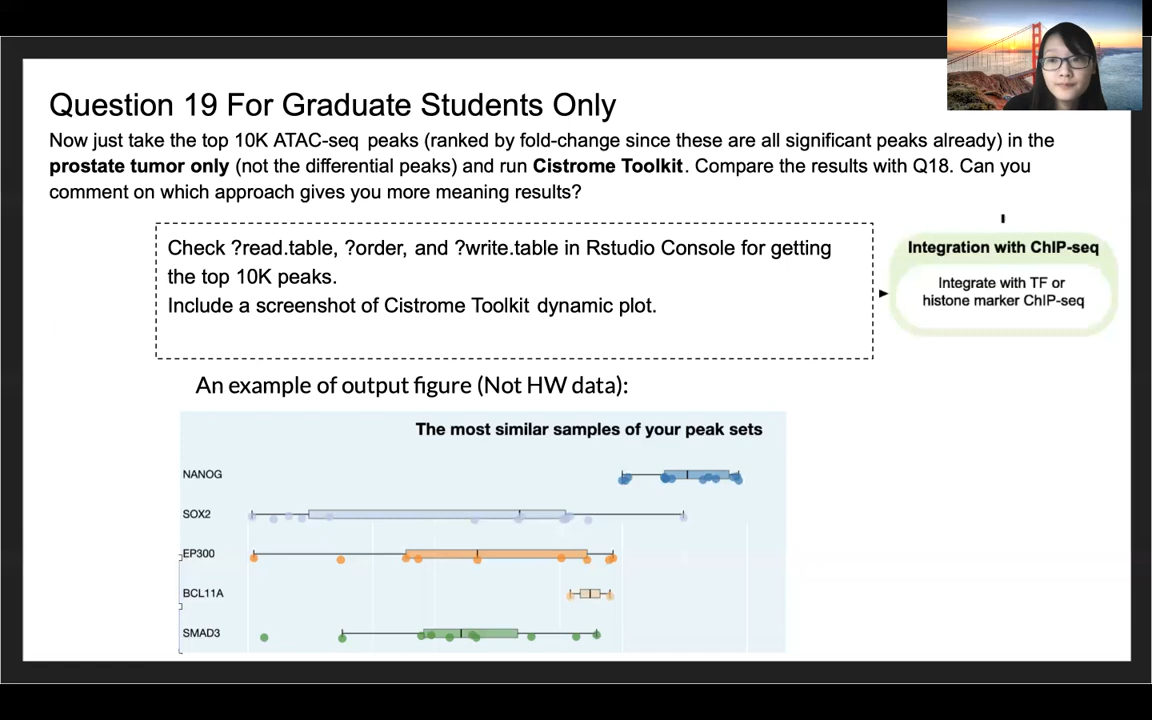 Question 19 For Graduate Students Only
Now just take the top 10K ATAC-seq peaks (ranked by fold-change since these are all significant peaks already) in the
prostate tumor only (not the differential peaks) and run Cistrome Toolkit. Compare the results with Q18. Can you
comment on which approach gives you more meaning results?
Check ?read.table, ?order, and ?write.table in Rstudio Console for getting
the top 10K peaks.
Include a screenshot of Cistrome Toolkit dynamic plot.
Integration with ChIP-seq
Integrate with TF or
histone marker ChIP-seq
An example of output figure (Not HW data):
The most similar samples of your peak sets
NANOG
SOX2
EP300
BCL11A
SMAD3